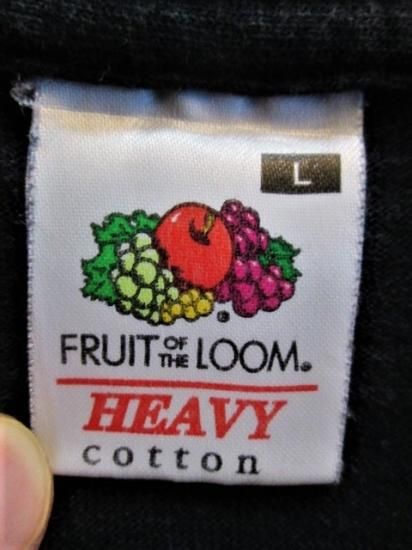 L
FRUIT OF THE LOOM®
HEAVY
cotton